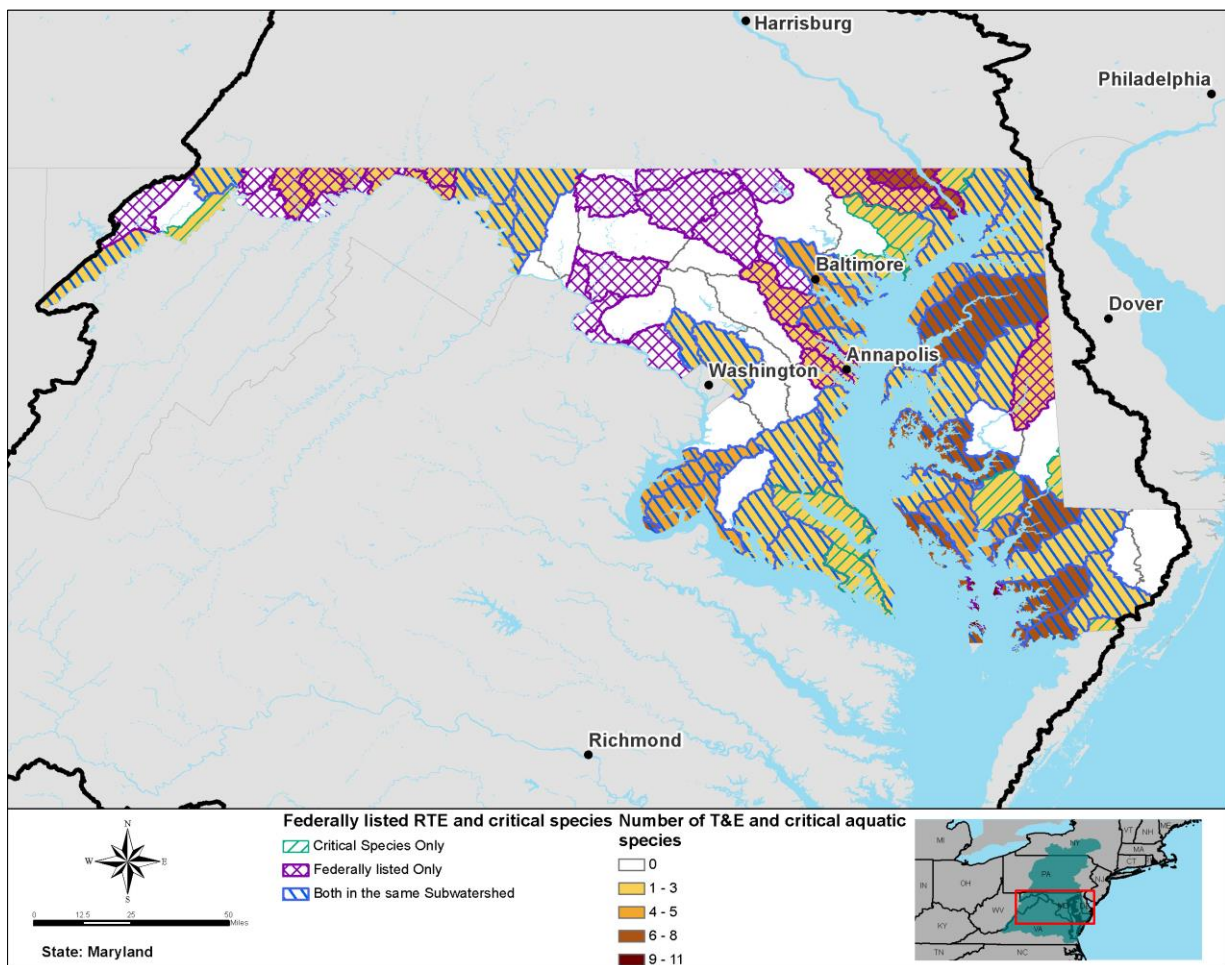 Harrisburg
Philadelphia
Baltimore
Dover
Annapolis
Washington
Richmond
N
W
E
S
0 12.5 25 50
Miles
State: Maryland
Federally listed RTE and critical species
Critical Species Only
Federally listed Only
Both in the same Subwatershed
Number of T&E and critical aquatic
species
0
1 - 3
4 - 5
6 - 8
9 - 11
MI
NY
VT
NH
ME
MA
CT
PA
NJ
IN
OH
WV
KY
VA
TN
NC